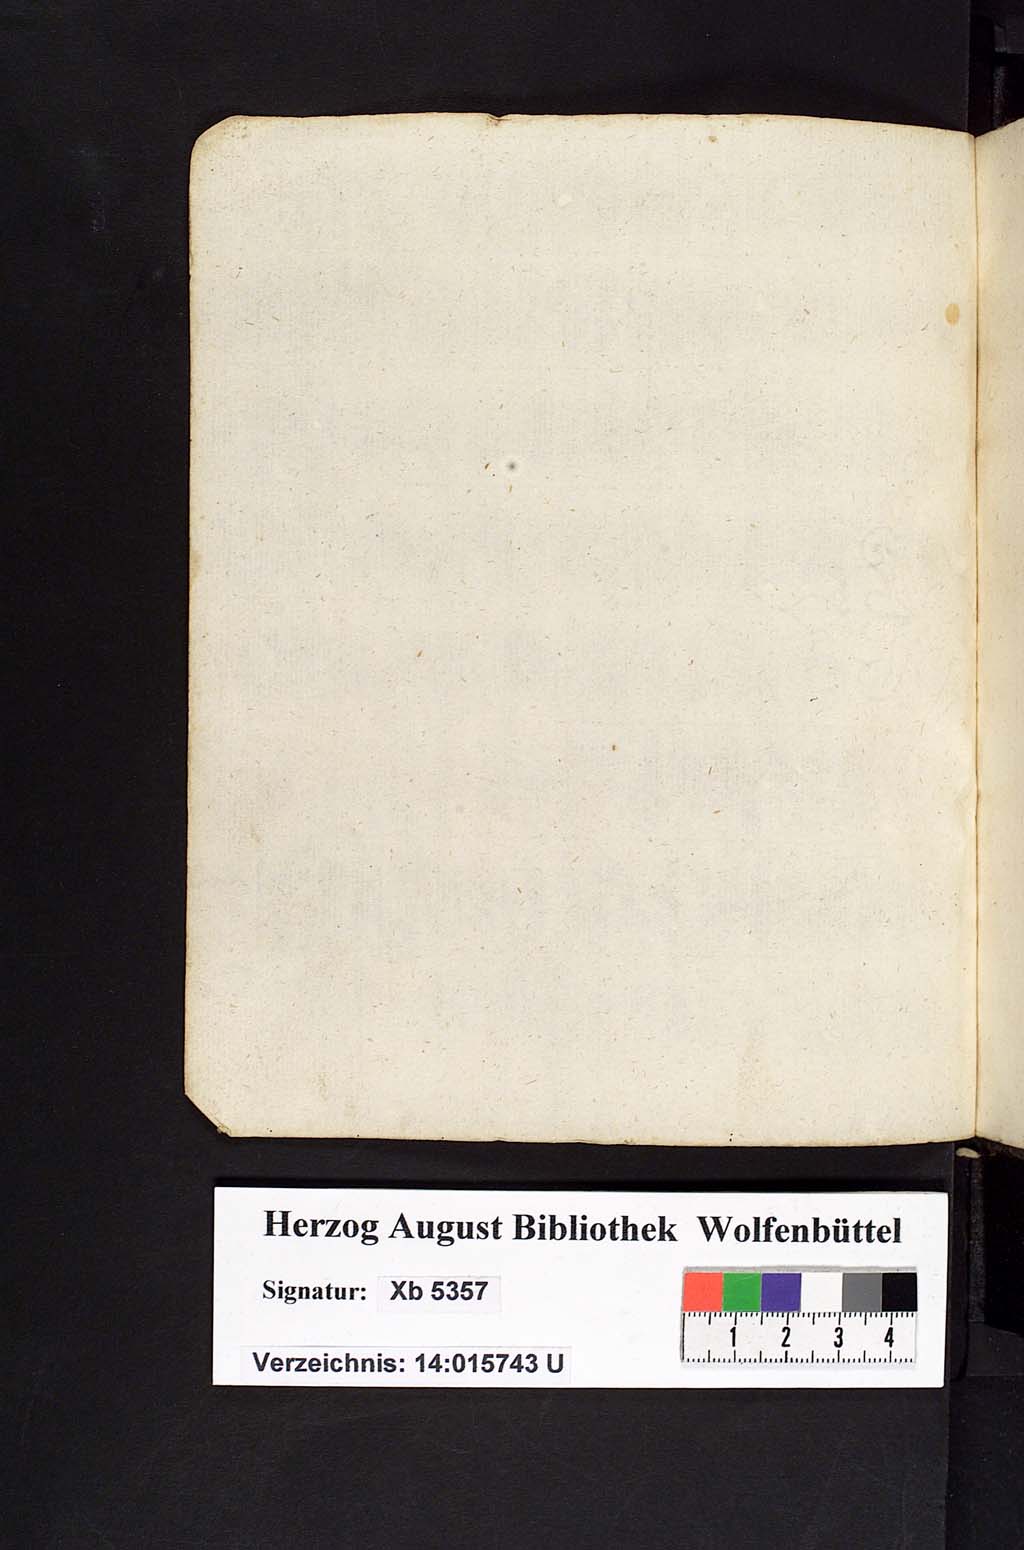 Herzog August Bibliothek Wolfenbüttel
Signatur: Xb 5357
Verzeichnis: 14:015743 U
1 2 3 4